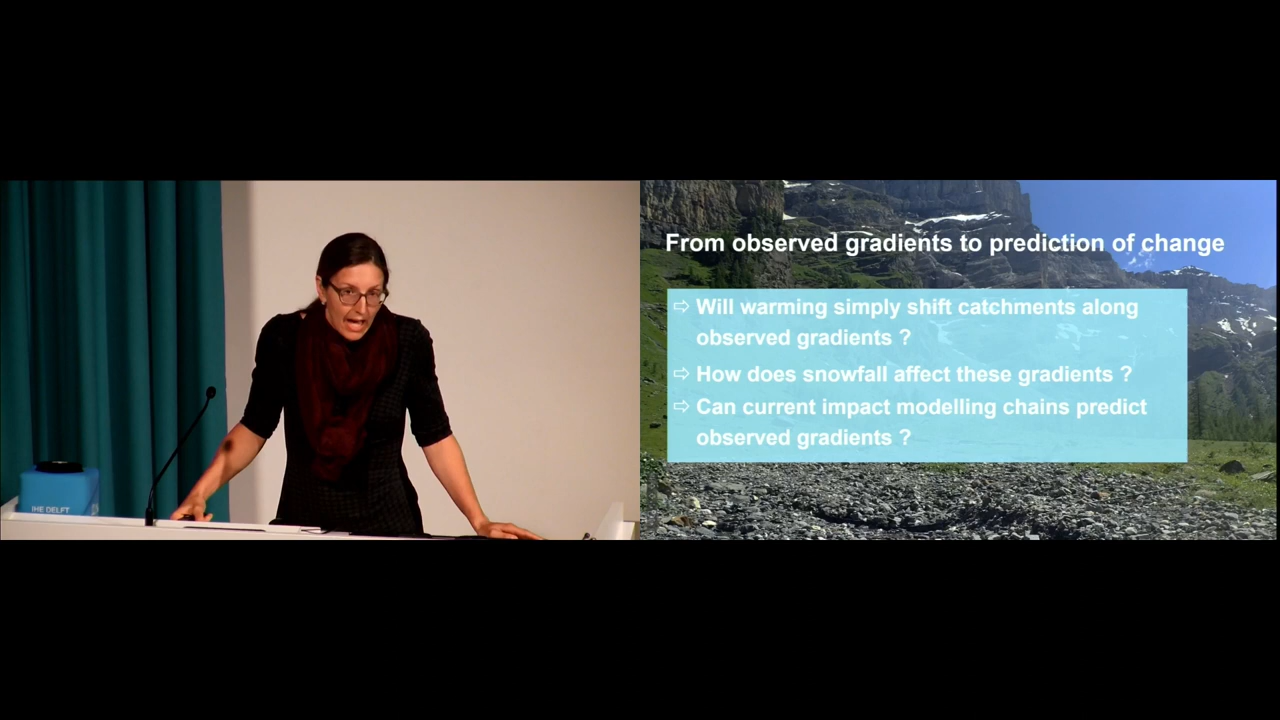 From observed gradients to prediction of change
⇨ Will warming simply shift catchments along
observed gradients ?
⇨ How does snowfall affect these gradients ?
⇨ Can current impact modelling chains predict
observed gradients ?
IHE DELFT